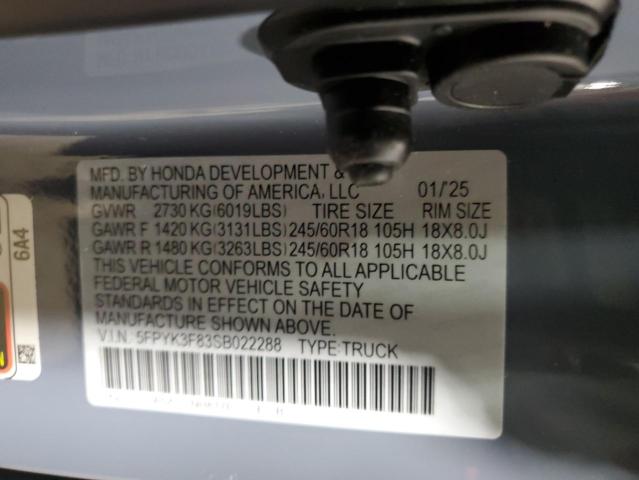 MFD. BY HONDA DEVELOPMENT &
MANUFACTURING OF AMERICA, LLC 01/'25
GVWR 2730 KG(6019LBS) TIRE SIZE RIM SIZE
GAWR F 1420 KG(3131LBS) 245/60R18 105H 18X8.0J
GAWR R 1480 KG(3263LBS) 245/60R18 105H 18X8.0J
THIS VEHICLE CONFORMS TO ALL APPLICABLE
FEDERAL MOTOR VEHICLE SAFETY
STANDARDS IN EFFECT ON THE DATE OF
MANUFACTURE SHOWN ABOVE.
V.I.N. 5FPYK3F83SB022288 TYPE:TRUCK
6A4